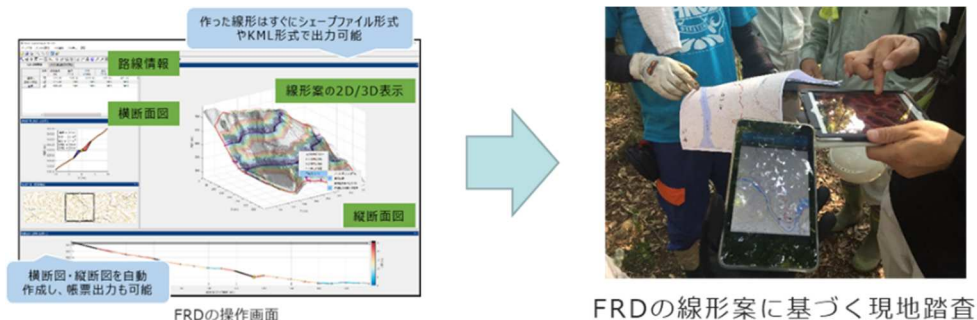 作った線形はすぐにシェープファイル形式
やKML形式で出力可能
路線情報
線形案の2D/3D表示
横断面図
縦断面図
横断図・縦断図を自動
作成し、帳票出力も可能
FRDの操作画面
FRDの線形案に基づく現地踏査